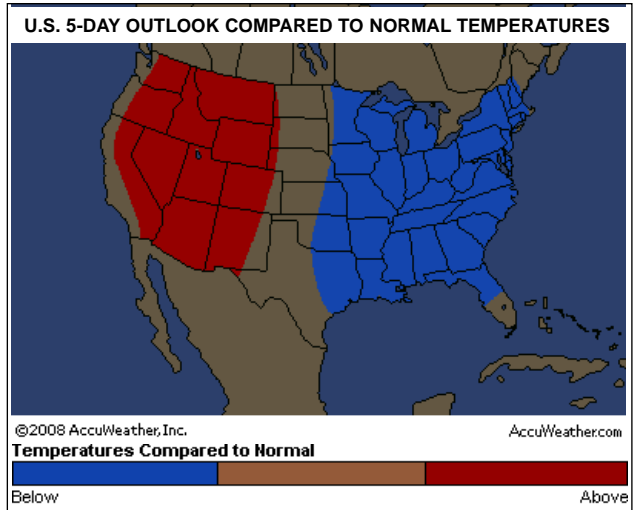 U.S. 5-DAY OUTLOOK COMPARED TO NORMAL TEMPERATURES
©2008 AccuWeather, Inc. AccuWeather.com
Temperatures Compared to Normal
Below Above